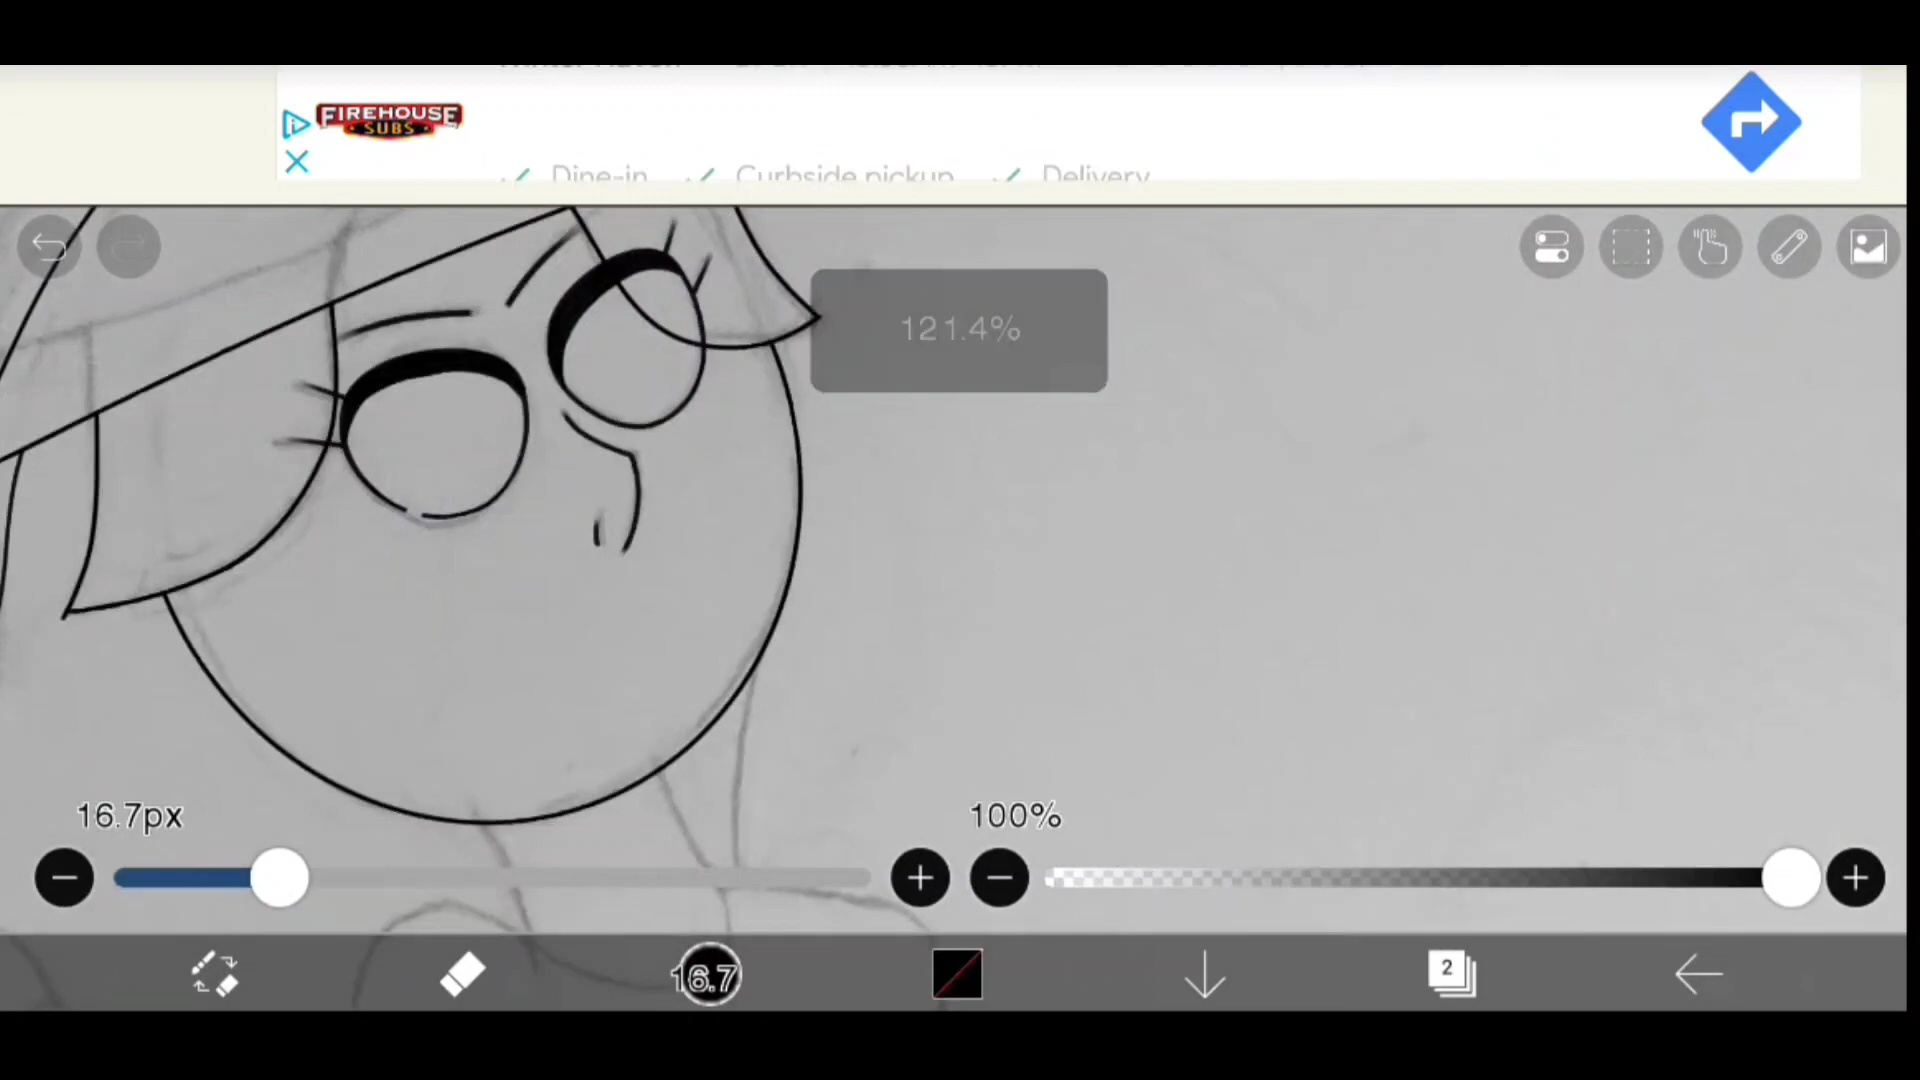 FIREHOUSE
SUBS
Dine-in Curbside pickup Delivery
121.4%
16.7px
100%
16.7
2